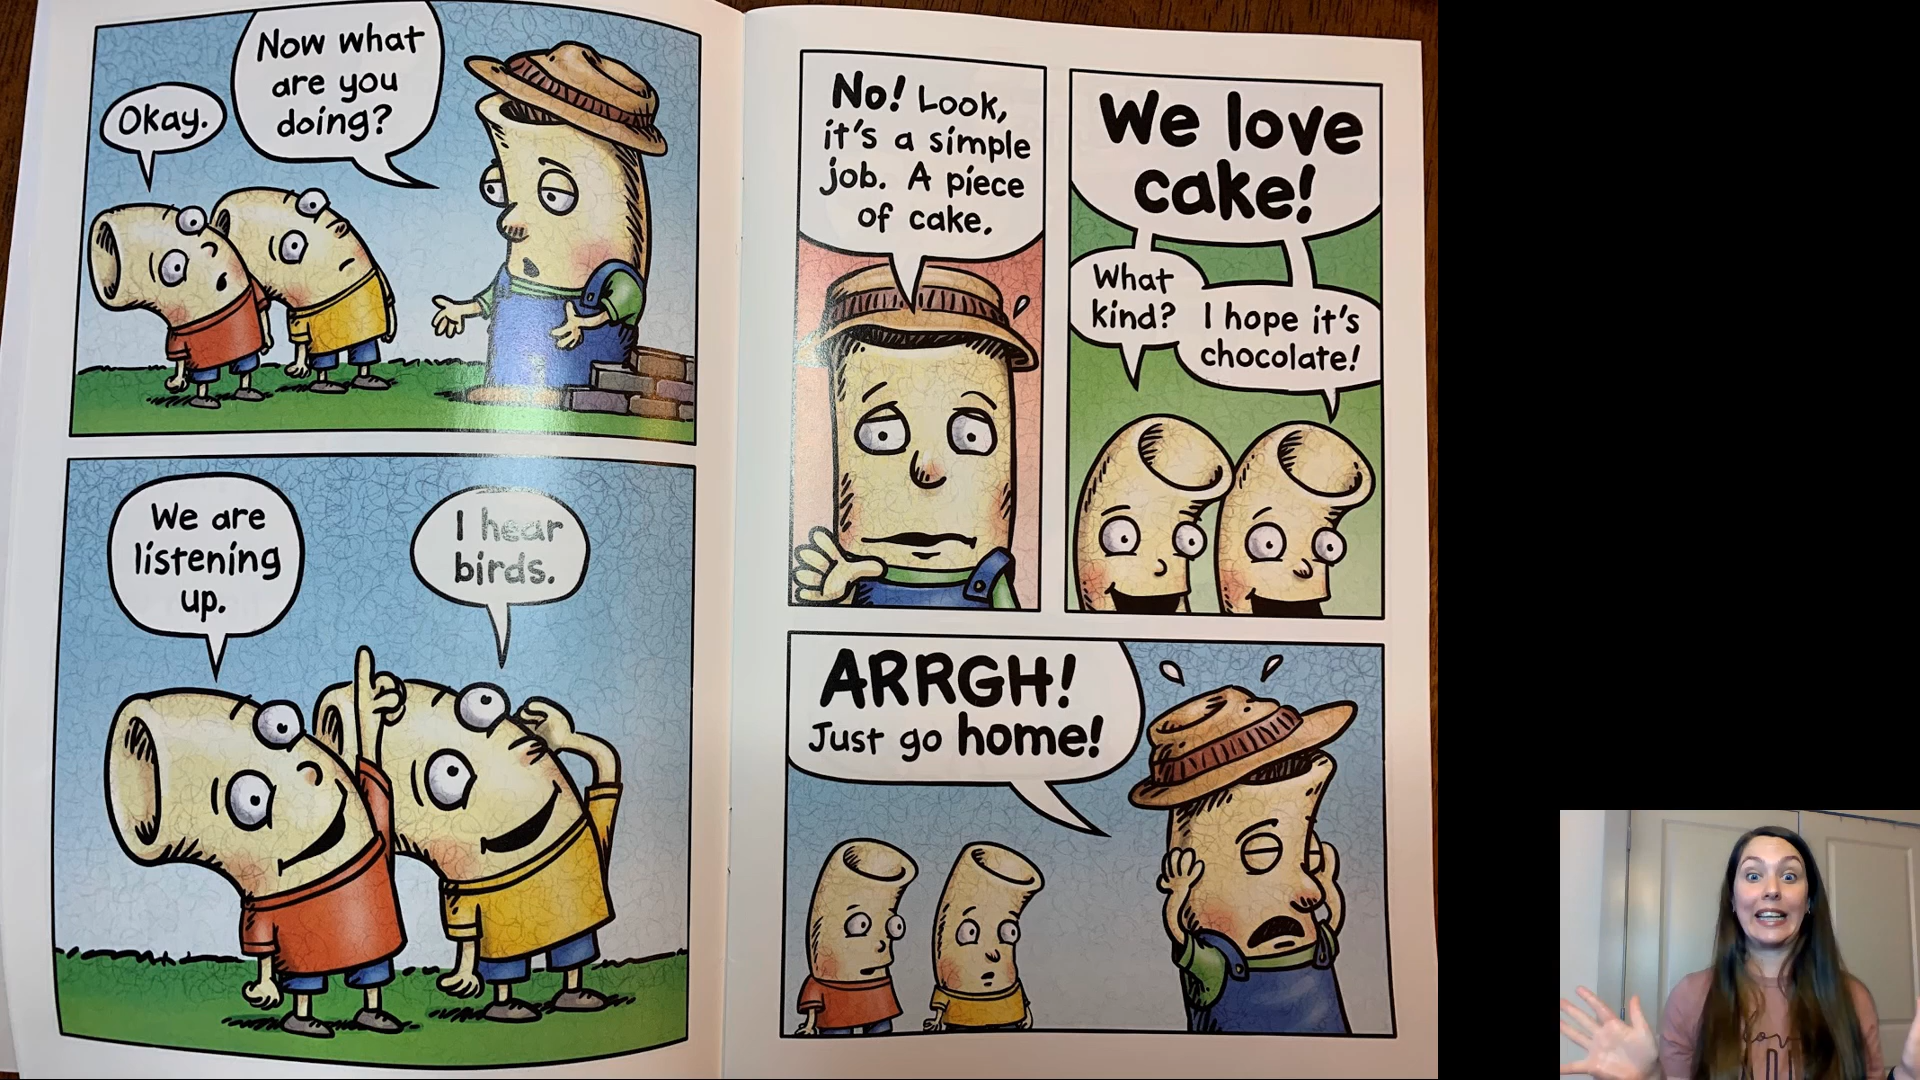 Okay.
Now what
are you
doing?
We are
listening
up.
I hear
birds.
No! Look,
it's a simple
job. A piece
of cake.
We love
cake!
What
kind?
I hope it's
chocolate!
ARRGH!
Just go home!